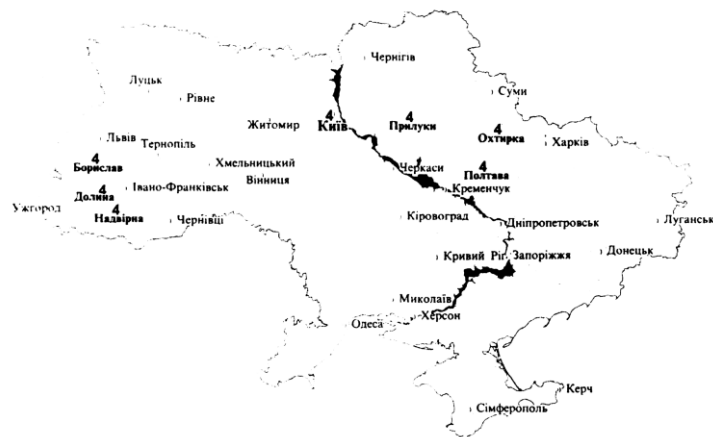 Чернігів
Луцьк
Суми
Рівне
4
Київ
4
Прилуки
Житомир
4
Охтирка
Харків
Львів
Тернопіль
4
Борислав
Хмельницький
Черкаси
4
Полтава
Вінниця
Кременчук
4
Долина
Івано-Франківськ
Ужгород
4
Надвірна
Чернівці
Кіровоград
Дніпропетровськ
Луганськ
Кривий Ріг
Запоріжжя
Донецьк
Миколаїв
Херсон
Одеса
Керч
Сімферополь